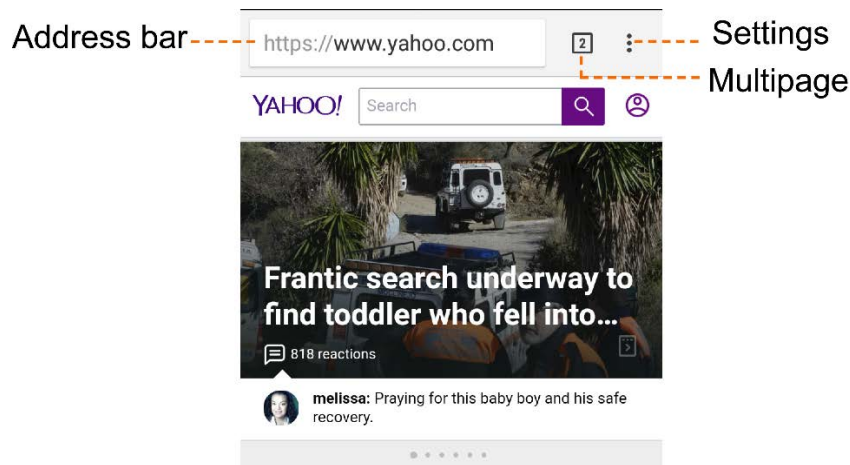 Address bar
https://www.yahoo.com
2
Settings
Multipage
YAHOO!
Search
Frantic search underway to
find toddler who fell into...
818 reactions
melissa: Praying for this baby boy and his safe
recovery.